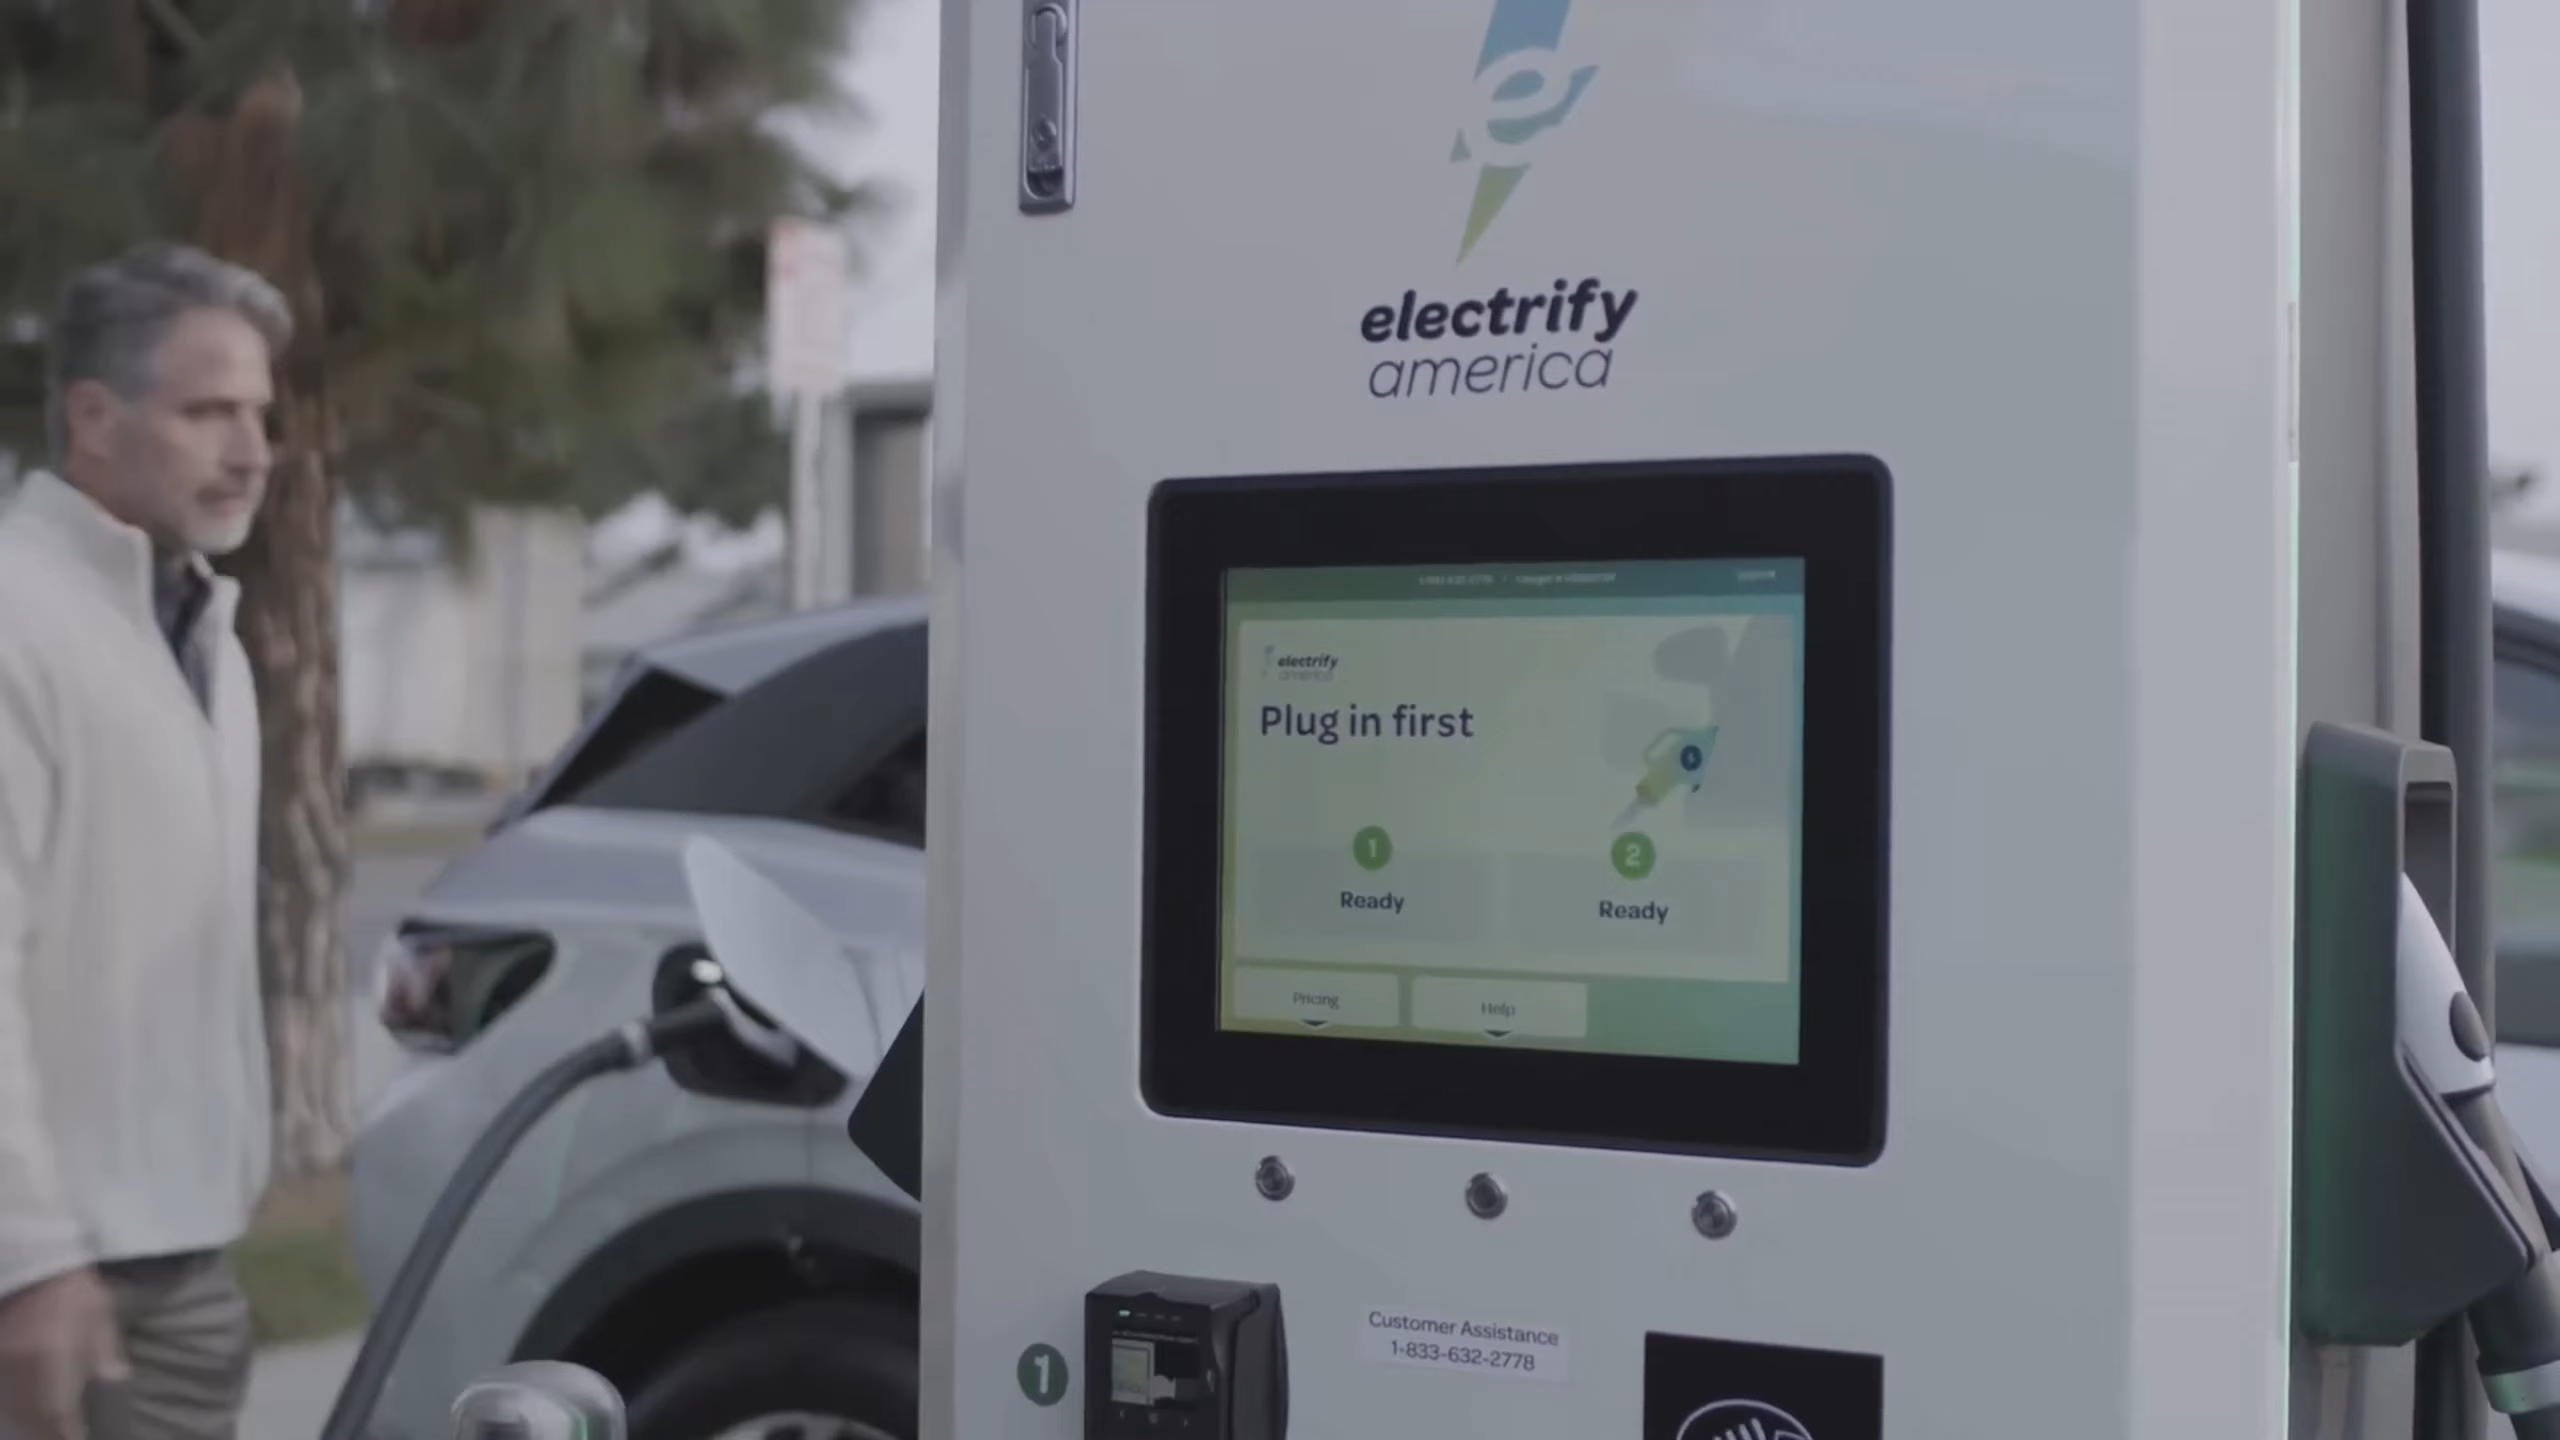 electrify
america
electrify
america
Plug in first
1
2
Ready
Ready
Pricing
Help
1
Customer Assistance
1-833-632-2778